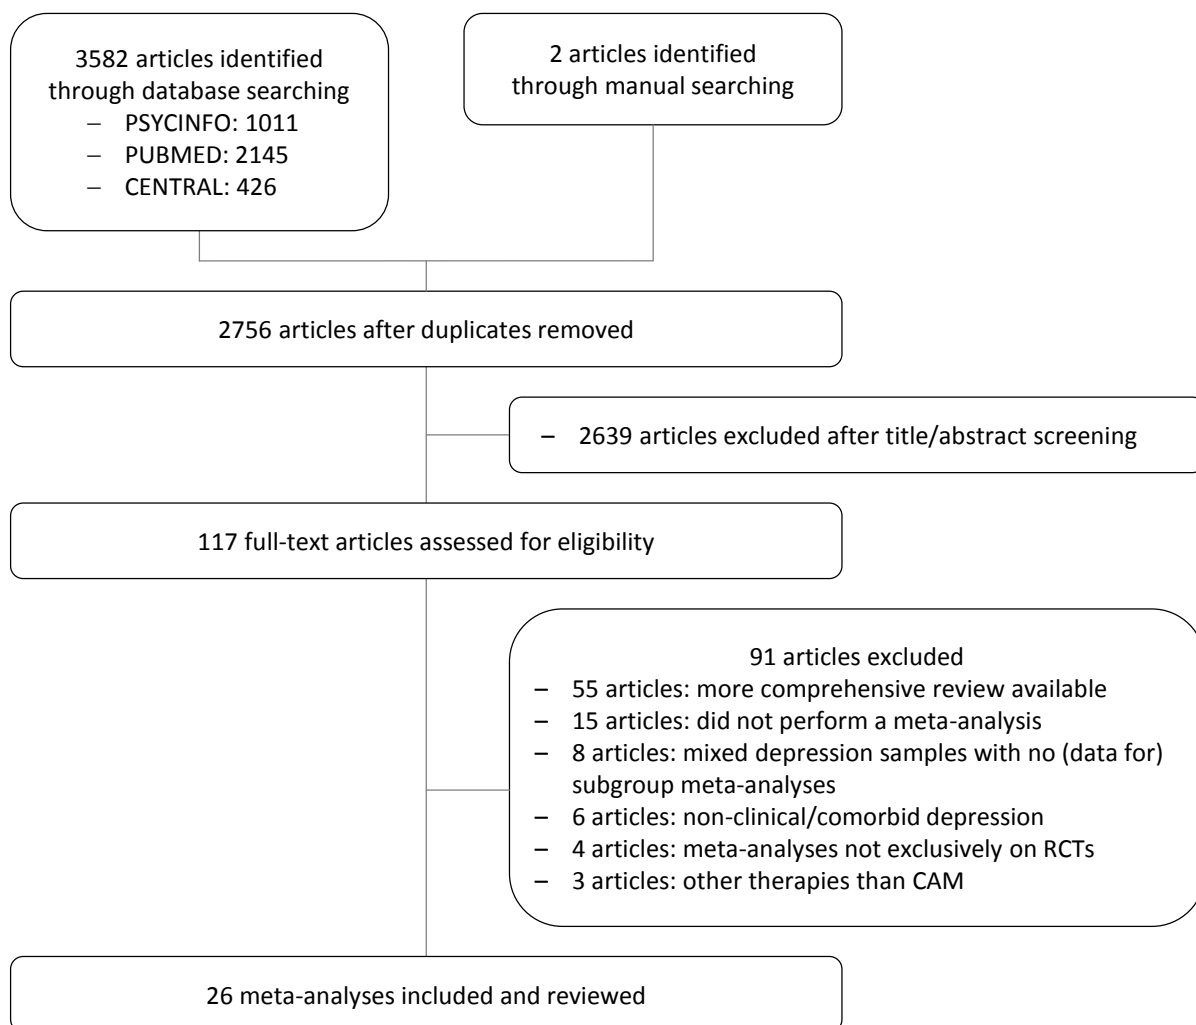 3582 articles identified
through database searching
– PSYCINFO: 1011
– PUBMED: 2145
– CENTRAL: 426
2 articles identified
through manual searching
2756 articles after duplicates removed
– 2639 articles excluded after title/abstract screening
117 full-text articles assessed for eligibility
91 articles excluded
– 55 articles: more comprehensive review available
– 15 articles: did not perform a meta-analysis
– 8 articles: mixed depression samples with no (data for)
subgroup meta-analyses
– 6 articles: non-clinical/comorbid depression
– 4 articles: meta-analyses not exclusively on RCTs
– 3 articles: other therapies than CAM
26 meta-analyses included and reviewed